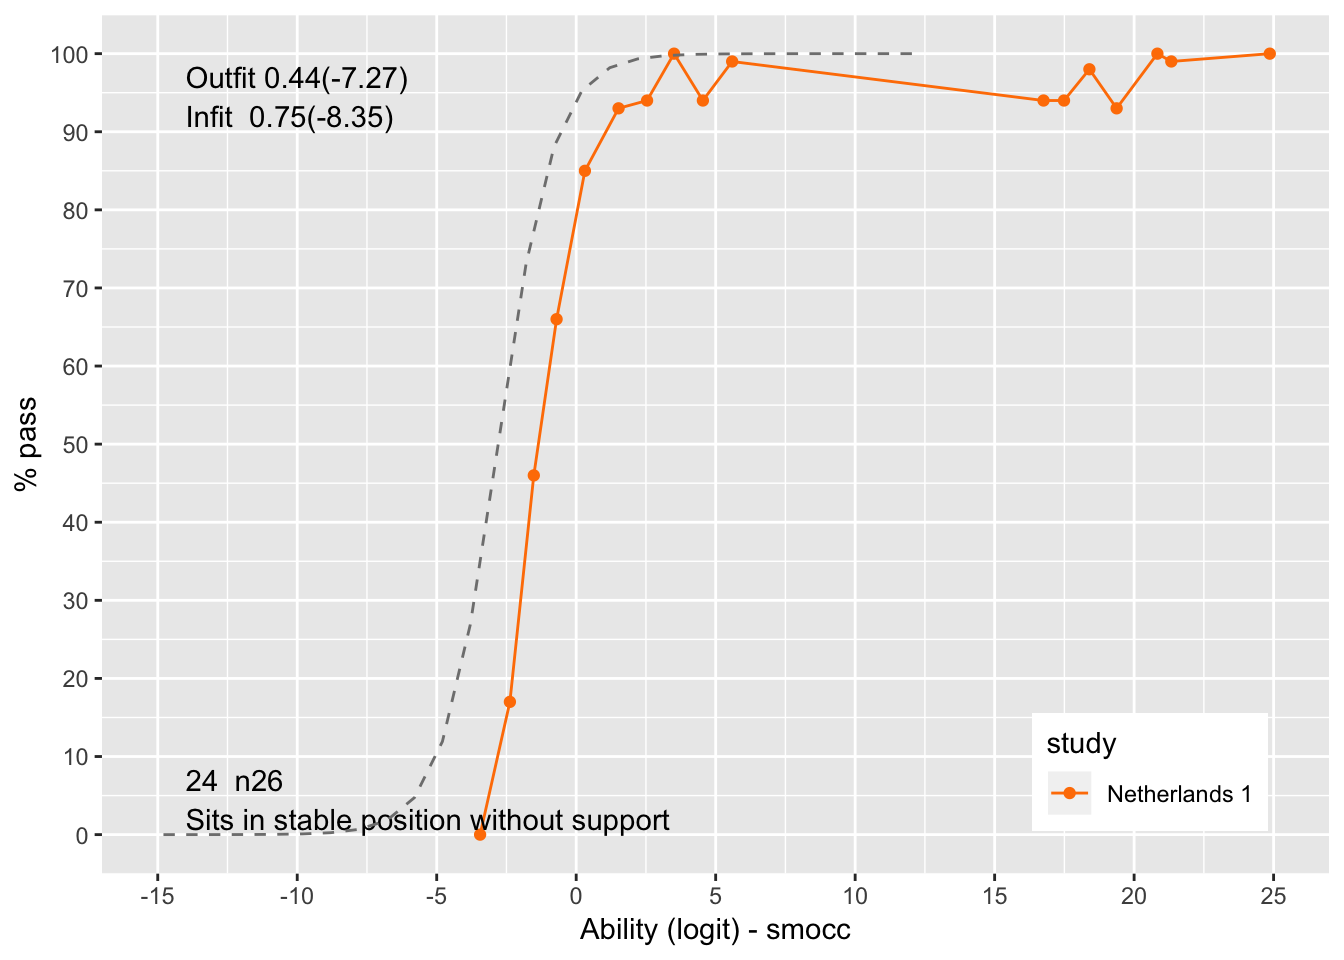 100
90
80
70
60
50
40
30
20
10
0
% pass
Outfit 0.44(-7.27)
Infit  0.75(-8.35)
24  n26
Sits in stable position without support
study
Netherlands 1
-15 -10 -5 0 5 10 15 20 25
Ability (logit) - smocc